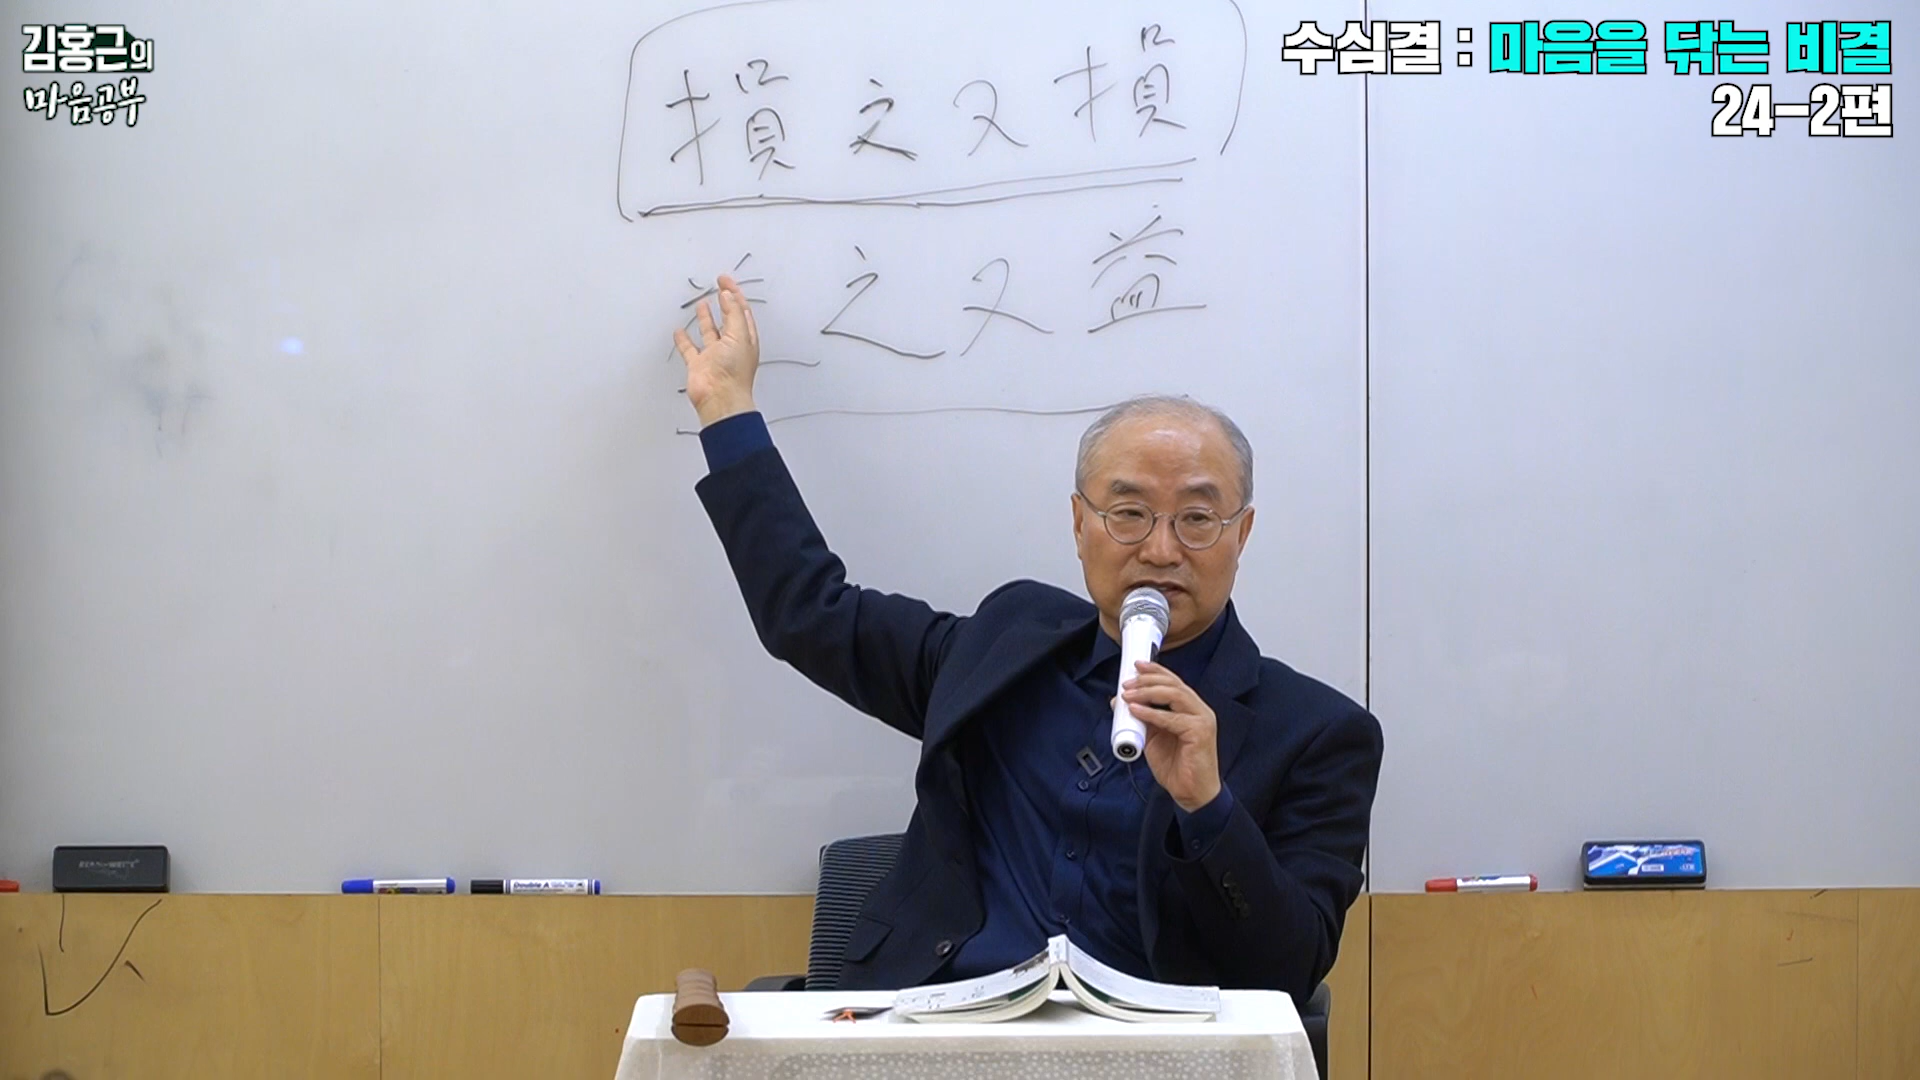 김홍근의
마음공부
수심결 : 마음을 닦는 비결
24-2편
損之又損
益之又益
Double A